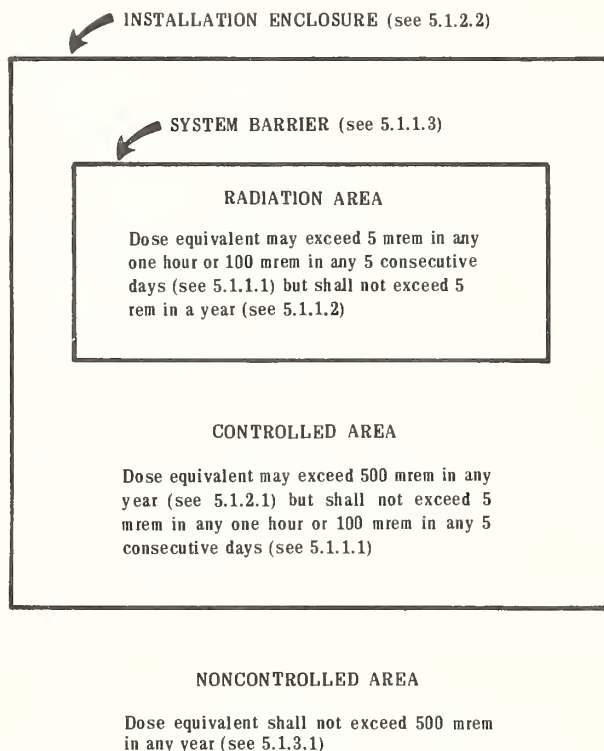 INSTALLATION ENCLOSURE (see 5.1.2.2)
SYSTEM BARRIER (see 5.1.1.3)
RADIATION AREA
Dose equivalent may exceed 5 mrem in any
one hour or 100 mrem in any 5 consecutive
days (see 5.1.1.1) but shall not exceed 5
rem in a year (see 5.1.1.2)
CONTROLLED AREA
Dose equivalent may exceed 500 mrem in any
year (see 5.1.2.1) but shall not exceed 5
mrem in any one hour or 100 mrem in any 5
consecutive days (see 5.1.1.1)
NONCONTROLLED AREA
Dose equivalent shall not exceed 500 mrem
in any year (see 5.1.3.1)